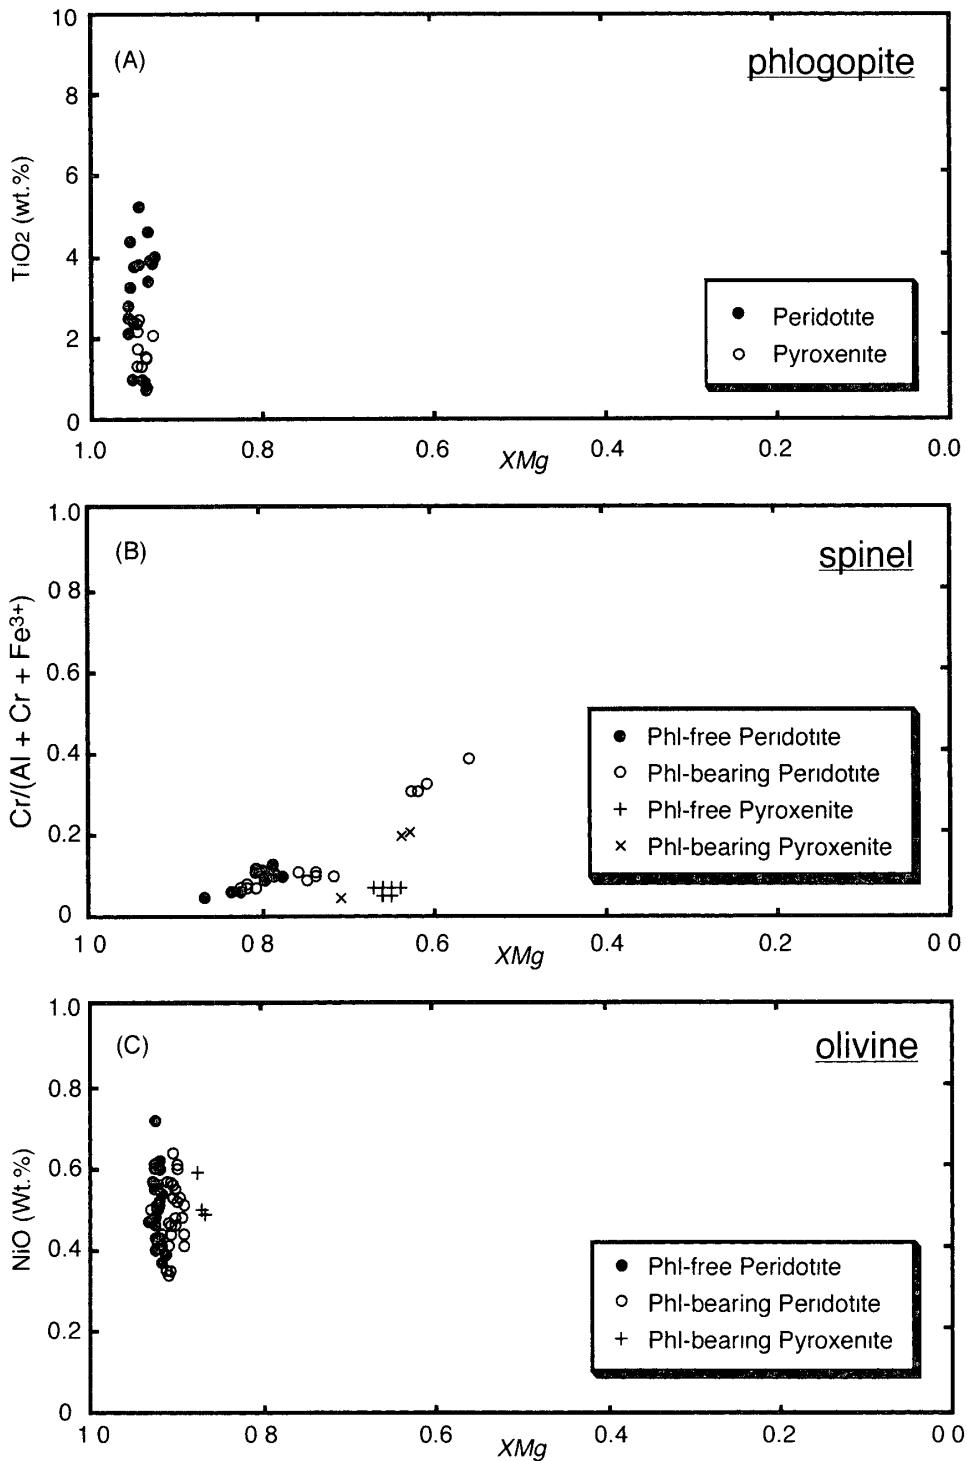 (A)
phlogopite
TiO2 (wt.%)
10
8
6
4
2
0
Peridotite
Pyroxenite
1.0
0.8
0.6
0.4
0.2
0.0
XMg
(B)
spinel
Cr/(Al + Cr + Fe³⁺)
1.0
0 8
0.6
0.4
0.2
0
Phl-free Peridotite
Phl-bearing Peridotite
Phl-free Pyroxenite
Phl-bearing Pyroxenite
1 0
0 8
0.6
0.4
0.2
0 0
XMg
(C)
olivine
NiO (Wt.%)
1.0
0.8
0.6
0.4
0.2
0
Phl-free Peridotite
Phl-bearing Peridotite
Phl-bearing Pyroxenite
1 0
0 8
0.6
0.4
0.2
0 0
XMg